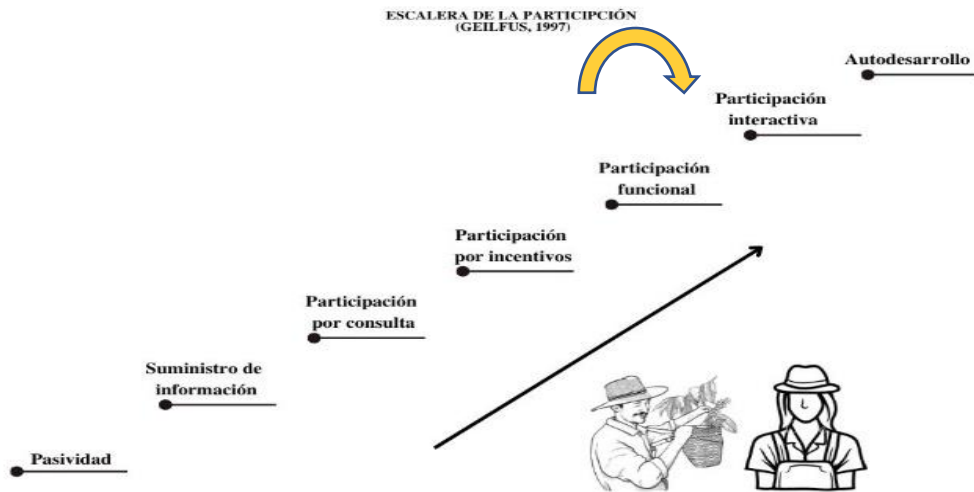 ESCALERA DE LA PARTICIPCIÓN
(GEILFUS, 1997)
Autodesarrollo
Participación
interactiva
Participación
funcional
Participación
por incentivos
Participación
por consulta
Suministro de
información
Pasividad